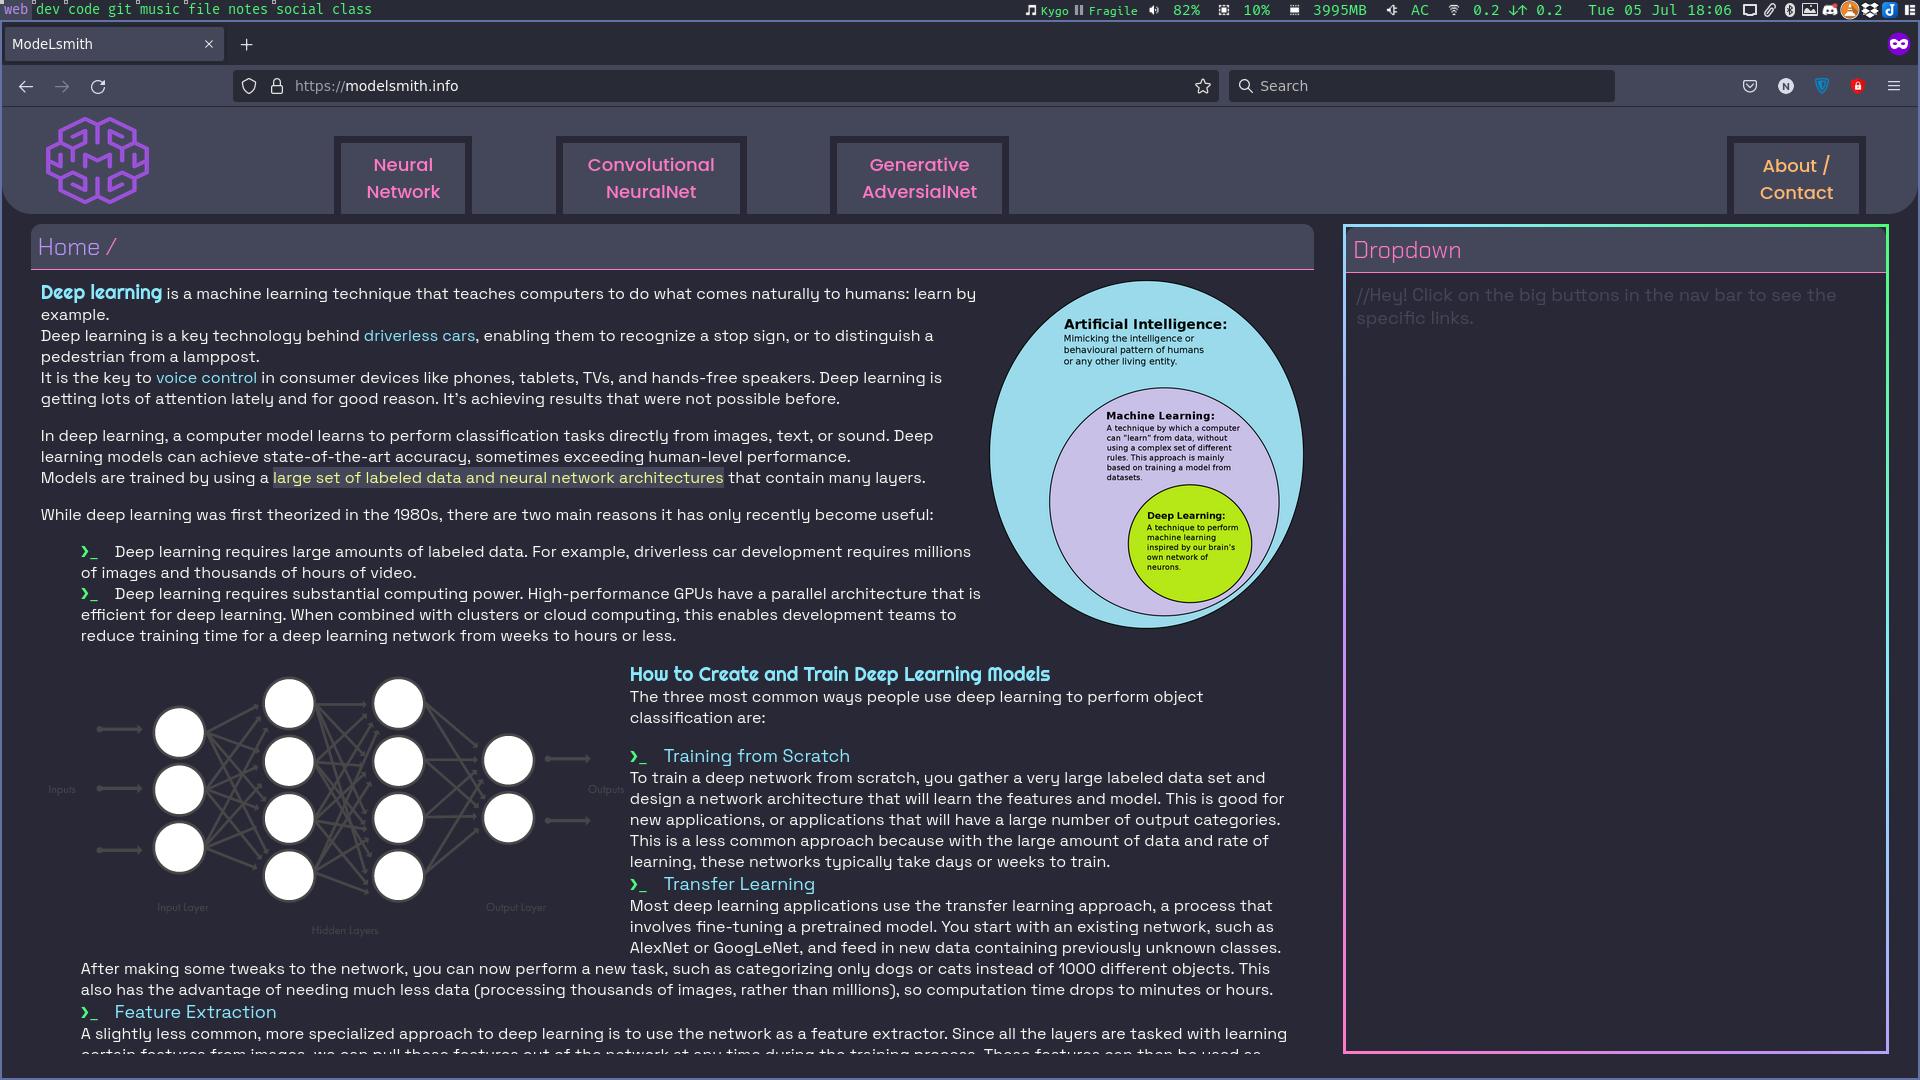 web dev code git music file notes social class
Kygo Fragile 82% 10% 3995MB AC 0.2 0.2 Tue 05 Jul 18:06
ModeLsmith
https://modelsmith.info
Search
Neural
Network
Convolutional
NeuralNet
Generative
AdversialNet
About /
Contact
Home /
Deep learning is a machine learning technique that teaches computers to do what comes naturally to humans: learn by
example.
Deep learning is a key technology behind driverless cars, enabling them to recognize a stop sign, or to distinguish a
pedestrian from a lamppost.
It is the key to voice control in consumer devices like phones, tablets, TVs, and hands-free speakers. Deep learning is
getting lots of attention lately and for good reason. It's achieving results that were not possible before.
In deep learning, a computer model learns to perform classification tasks directly from images, text, or sound. Deep
learning models can achieve state-of-the-art accuracy, sometimes exceeding human-level performance.
Models are trained by using a large set of labeled data and neural network architectures that contain many layers.
While deep learning was first theorized in the 1980s, there are two main reasons it has only recently become useful:
❯_ Deep learning requires large amounts of labeled data. For example, driverless car development requires millions
of images and thousands of hours of video.
❯_ Deep learning requires substantial computing power. High-performance GPUs have a parallel architecture that is
efficient for deep learning. When combined with clusters or cloud computing, this enables development teams to
reduce training time for a deep learning network from weeks to hours or less.
Artificial Intelligence:
Mimicking the intelligence or
behavioural pattern of humans
or any other living entity.
Machine Learning:
A technique by which a computer
can "learn" from data, without
using a complex set of different
rules. This approach is mainly
based on training a model from
datasets.
Deep Learning:
A technique to perform
machine learning
inspired by our brain's
own network of
neurons.
Inputs
Outputs
Input Layer
Output Layer
Hidden Layers
How to Create and Train Deep Learning Models
The three most common ways people use deep learning to perform object
classification are:
❯_ Training from Scratch
To train a deep network from scratch, you gather a very large labeled data set and
design a network architecture that will learn the features and model. This is good for
new applications, or applications that will have a large number of output categories.
This is a less common approach because with the large amount of data and rate of
learning, these networks typically take days or weeks to train.
❯_ Transfer Learning
Most deep learning applications use the transfer learning approach, a process that
involves fine-tuning a pretrained model. You start with an existing network, such as
AlexNet or GoogLeNet, and feed in new data containing previously unknown classes.
After making some tweaks to the network, you can now perform a new task, such as categorizing only dogs or cats instead of 1000 different objects. This
also has the advantage of needing much less data (processing thousands of images, rather than millions), so computation time drops to minutes or hours.
❯_ Feature Extraction
A slightly less common, more specialized approach to deep learning is to use the network as a feature extractor. Since all the layers are tasked with learning
certain features from images, we can pull these features out of the network at any time during the training process. These features can then be used as
Dropdown
//Hey! Click on the big buttons in the nav bar to see the
specific links.